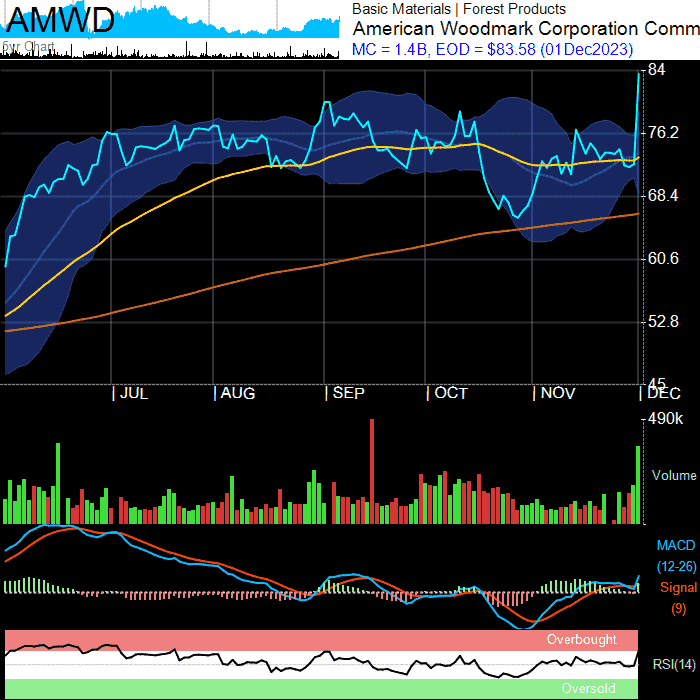 AMWD
5yr Chart
Basic Materials | Forest Products
American Woodmark Corporation Comm
MC = 1.4B, EOD = $83.58 (01Dec2023)
84
76.2
68.4
60.6
52.8
45
| JUL | AUG | SEP | OCT | NOV | DEC
490k
Volume
MACD
(12-26)
Signal
(9)
Overbought
RSI(14)
Oversold